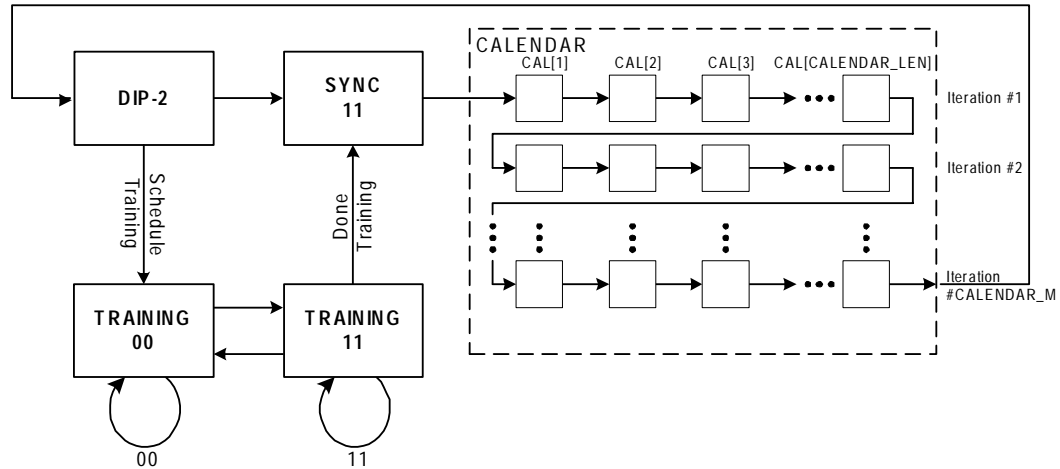 CALENDAR
CAL[1] CAL[2] CAL[3] CAL[CALENDAR_LEN]
DIP-2
SYNC
11
Iteration #1
Iteration #2
Schedule
Training
Done
Training
TRAINING
00
TRAINING
11
Iteration
#CALENDAR_M
00
11